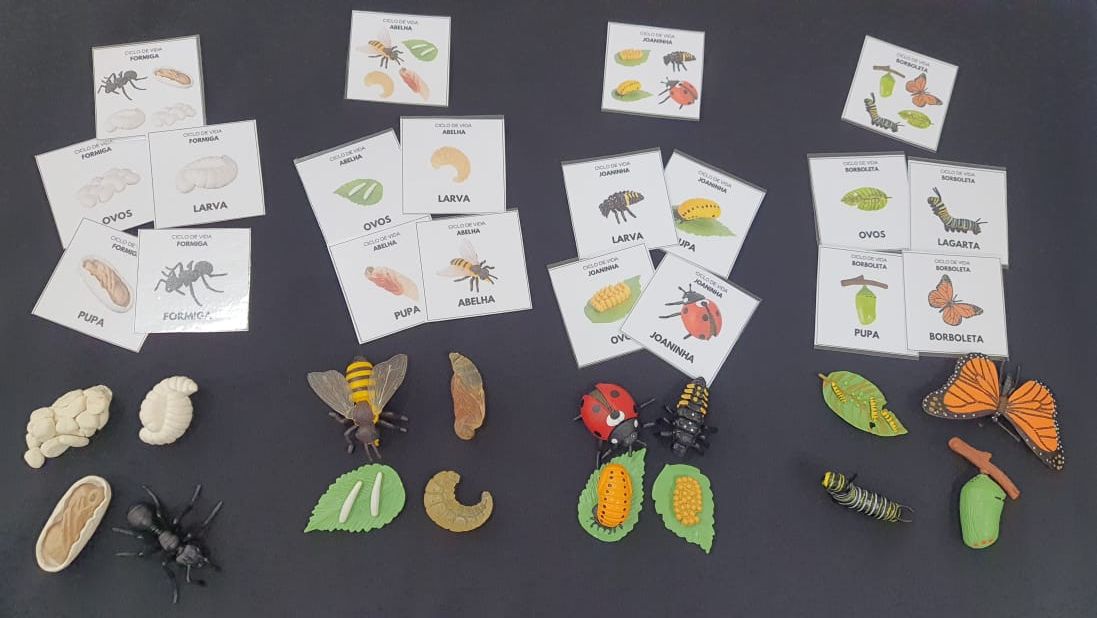 CICLO DE VIDA
FORMIGA
CICLO DE VIDA
FORMIGA
OVOS
CICLO DE VIDA
FORMIGA
LARVA
CICLO DE VIDA
PUPA
CICLO DE VIDA
FORMIGA
FORMIGA
CICLO DE VIDA
ABELHA
CICLO DE VIDA
ABELHA
OVOS
CICLO DE VIDA
ABELHA
LARVA
CICLO DE VIDA
ABELHA
PUPA
CICLO DE VIDA
ABELHA
ABELHA
CICLO DE VIDA
JOANINHA
CICLO DE VIDA
JOANINHA
LARVA
CICLO DE VIDA
JOANINHA
UPA
CICLO DE VIDA
JOANINHA
CICLO DE VIDA
JOANINHA
JOANINHA
CICLO DE VIDA
BORBOLETA
CICLO DE VIDA
BORBOLETA
OVOS
CICLO DE VIDA
BORBOLETA
LAGARTA
CICLO DE VIDA
BORBOLETA
PUPA
CICLO DE VIDA
BORBOLETA
BORBOLETA